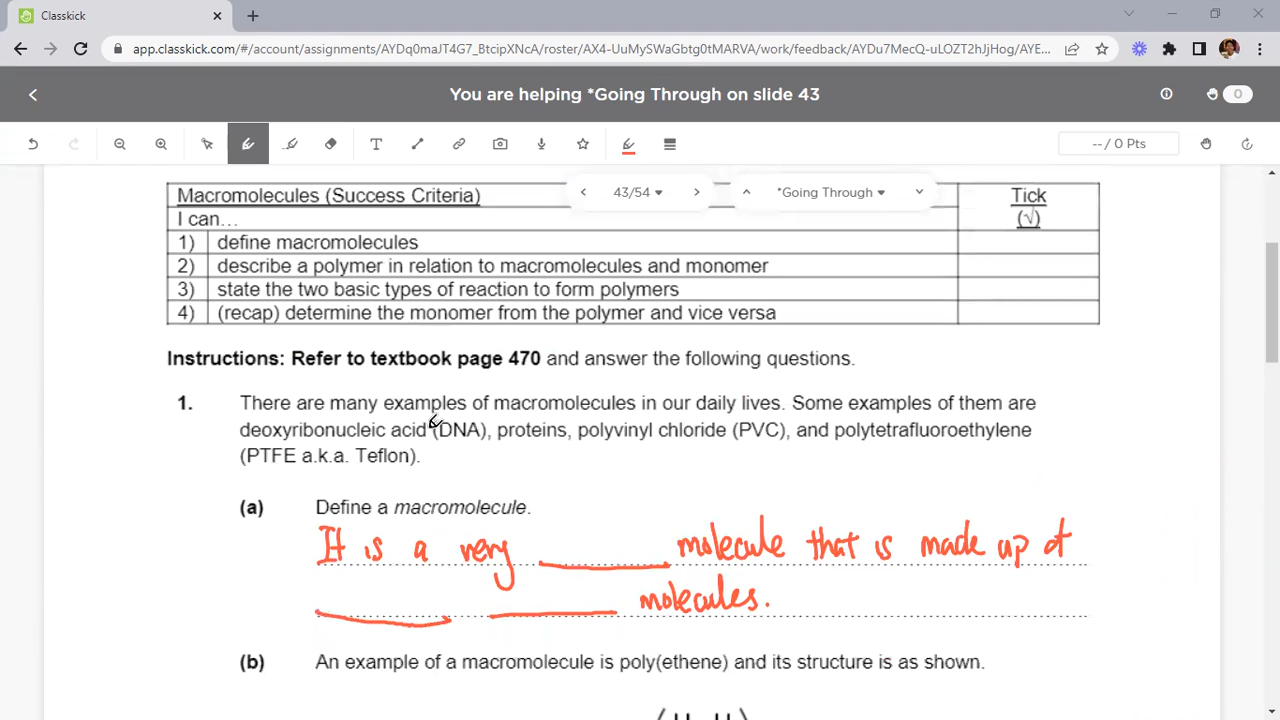 Classkick
app.classkick.com/#/account/assignments/AYDq0maJT4G7_BtcipXNcA/roster/AX4-UuMySWaGbtg0tMARVA/work/feedback/AYDu7MecQ-uLOZT2hJjHog/AYE...
You are helping *Going Through on slide 43
0
T
-- / 0 Pts
43/54
*Going Through
Macromolecules (Success Criteria)
Tick
I can…
(√)
1) define macromolecules
2) describe a polymer in relation to macromolecules and monomer
3) state the two basic types of reaction to form polymers
4) (recap) determine the monomer from the polymer and vice versa
Instructions: Refer to textbook page 470 and answer the following questions.
1. There are many examples of macromolecules in our daily lives. Some examples of them are
deoxyribonucleic acid (DNA), proteins, polyvinyl chloride (PVC), and polytetrafluoroethylene
(PTFE a.k.a. Teflon).
(a) Define a macromolecule.
It is a very ______ molecule that is made up of
______ ______ molecules.
(b) An example of a macromolecule is poly(ethene) and its structure is as shown.